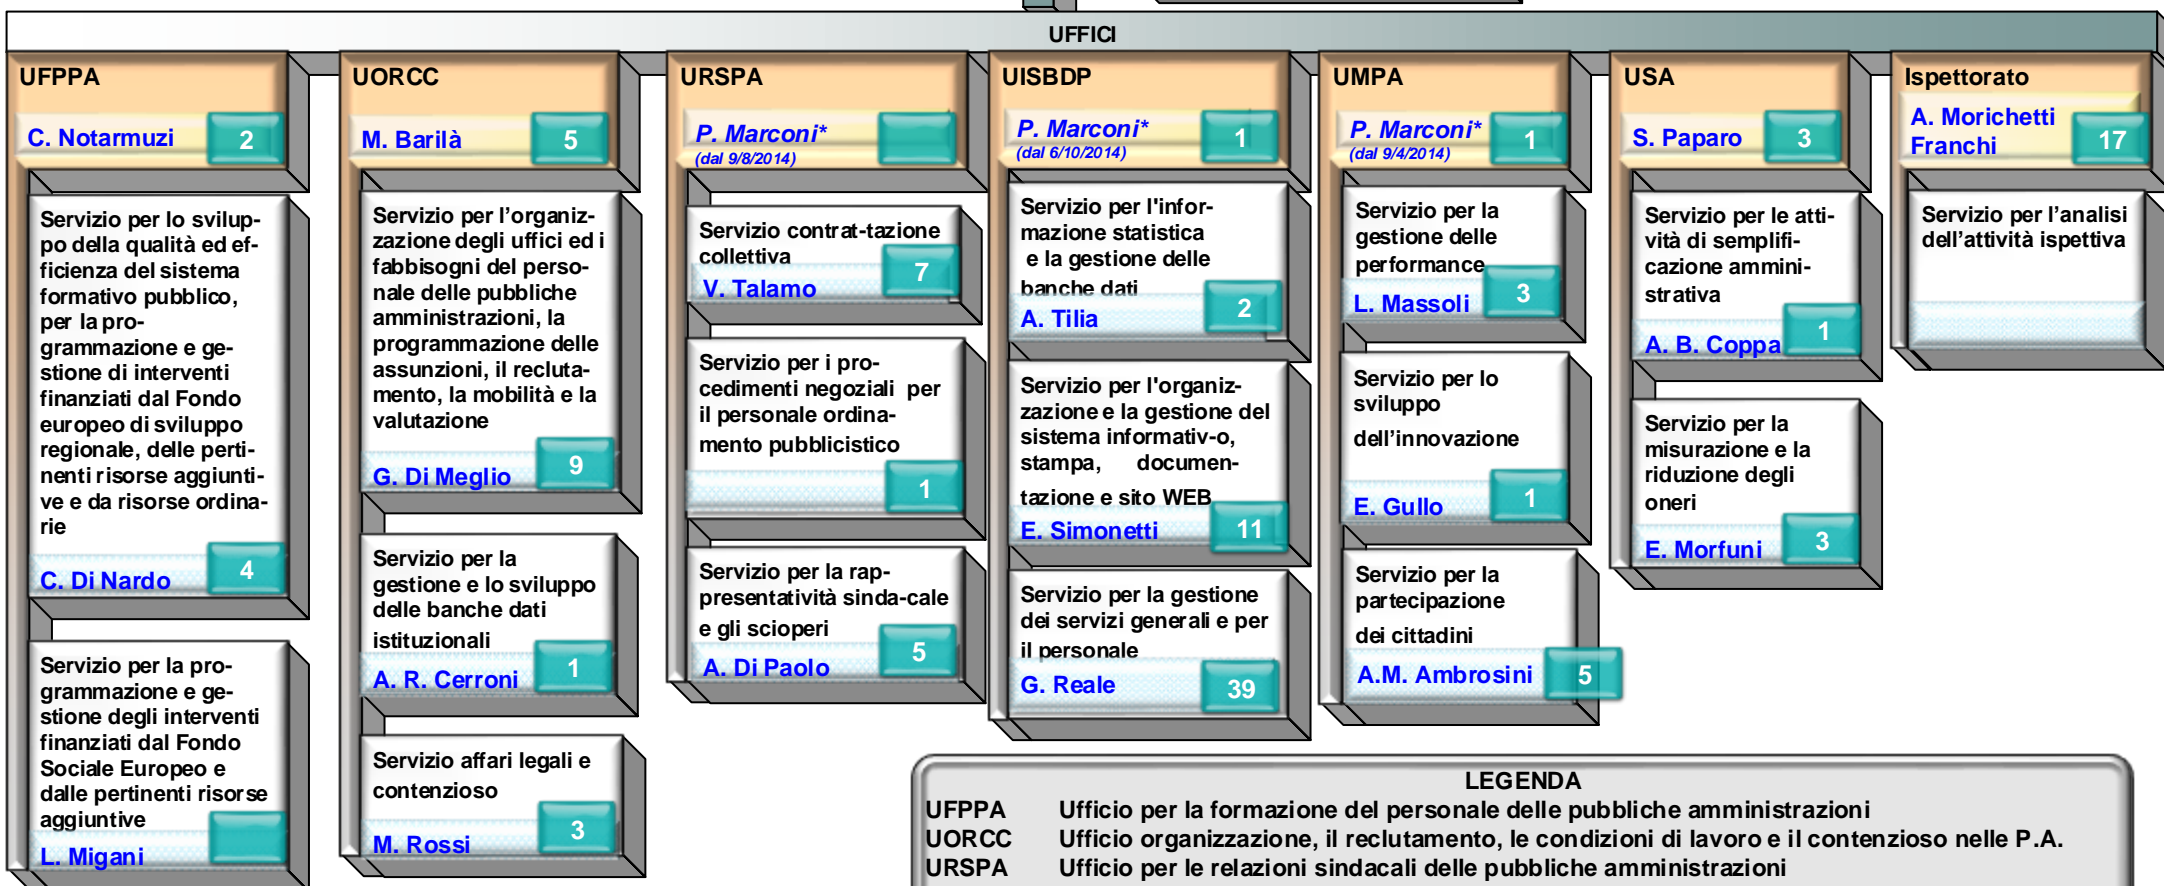 UFFICI
UFPPA
C. Notarmuzi
2
Servizio per lo svilup-
po della qualità ed ef-
ficienza del sistema
formativo pubblico,
per la pro-
grammazione e ge-
stione di interventi
finanziati dal Fondo
europeo di sviluppo
regionale, delle perti-
nenti risorse aggiunti-
ve e da risorse ordina-
rie
C. Di Nardo
4
Servizio per la pro-
grammazione e ge-
stione degli interventi
finanziati dal Fondo
Sociale Europeo e
dalle pertinenti risorse
aggiuntive
L. Migani
UORCC
M. Barilà
5
Servizio per l’organiz-
zazione degli uffici ed i
fabbisogni del perso-
nale delle pubbliche
amministrazioni, la
programmazione delle
assunzioni, il recluta-
mento, la mobilità e la
valutazione
G. Di Meglio
9
Servizio per la
gestione e lo sviluppo
delle banche dati
istituzionali
A. R. Cerroni
1
Servizio affari legali e
contenzioso
M. Rossi
3
URSPA
P. Marconi*
(dal 9/8/2014)
Servizio contrat-tazione
collettiva
V. Talamo
7
Servizio per i pro-
cedimenti negoziali per
il personale ordina-
mento pubblicistico
1
Servizio per la rap-
presentatività sinda-cale
e gli scioperi
A. Di Paolo
5
UISBDP
P. Marconi*
(dal 6/10/2014)
1
Servizio per l'infor-
mazione statistica
e la gestione delle
banche dati
A. Tilia
2
Servizio per l'organiz-
zazione e la gestione del
sistema informativ-o,
stampa, documen-
tazione e sito WEB
E. Simonetti
11
Servizio per la gestione
dei servizi generali e per
il personale
G. Reale
39
UMPA
P. Marconi*
(dal 9/4/2014)
1
Servizio per la
gestione delle
performance
L. Massoli
3
Servizio per lo
sviluppo
dell’innovazione
E. Gullo
1
Servizio per la
partecipazione
dei cittadini
A.M. Ambrosini
5
USA
S. Paparo
3
Servizio per le atti-
vità di semplifi-
cazione ammini-
strativa
A. B. Coppa
1
Servizio per la
misurazione e la
riduzione degli
oneri
E. Morfuni
3
Ispettorato
A. Morichetti
Franchi
17
Servizio per l’analisi
dell’attività ispettiva
LEGENDA
UFPPA Ufficio per la formazione del personale delle pubbliche amministrazioni
UORCC Ufficio organizzazione, il reclutamento, le condizioni di lavoro e il contenzioso nelle P.A.
URSPA Ufficio per le relazioni sindacali delle pubbliche amministrazioni